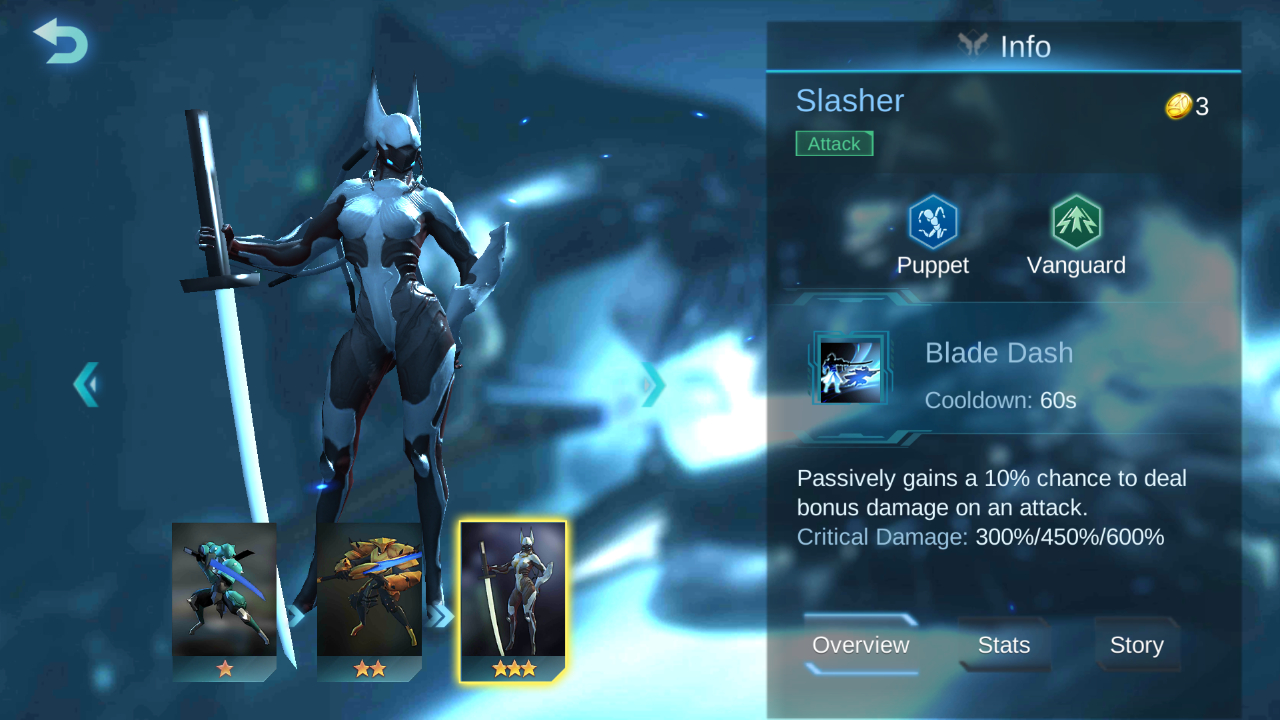 Info
Slasher
3
Attack
Puppet
Vanguard
Blade Dash
Cooldown: 60s
Passively gains a 10% chance to deal
bonus damage on an attack.
Critical Damage: 300%/450%/600%
Overview
Stats
Story